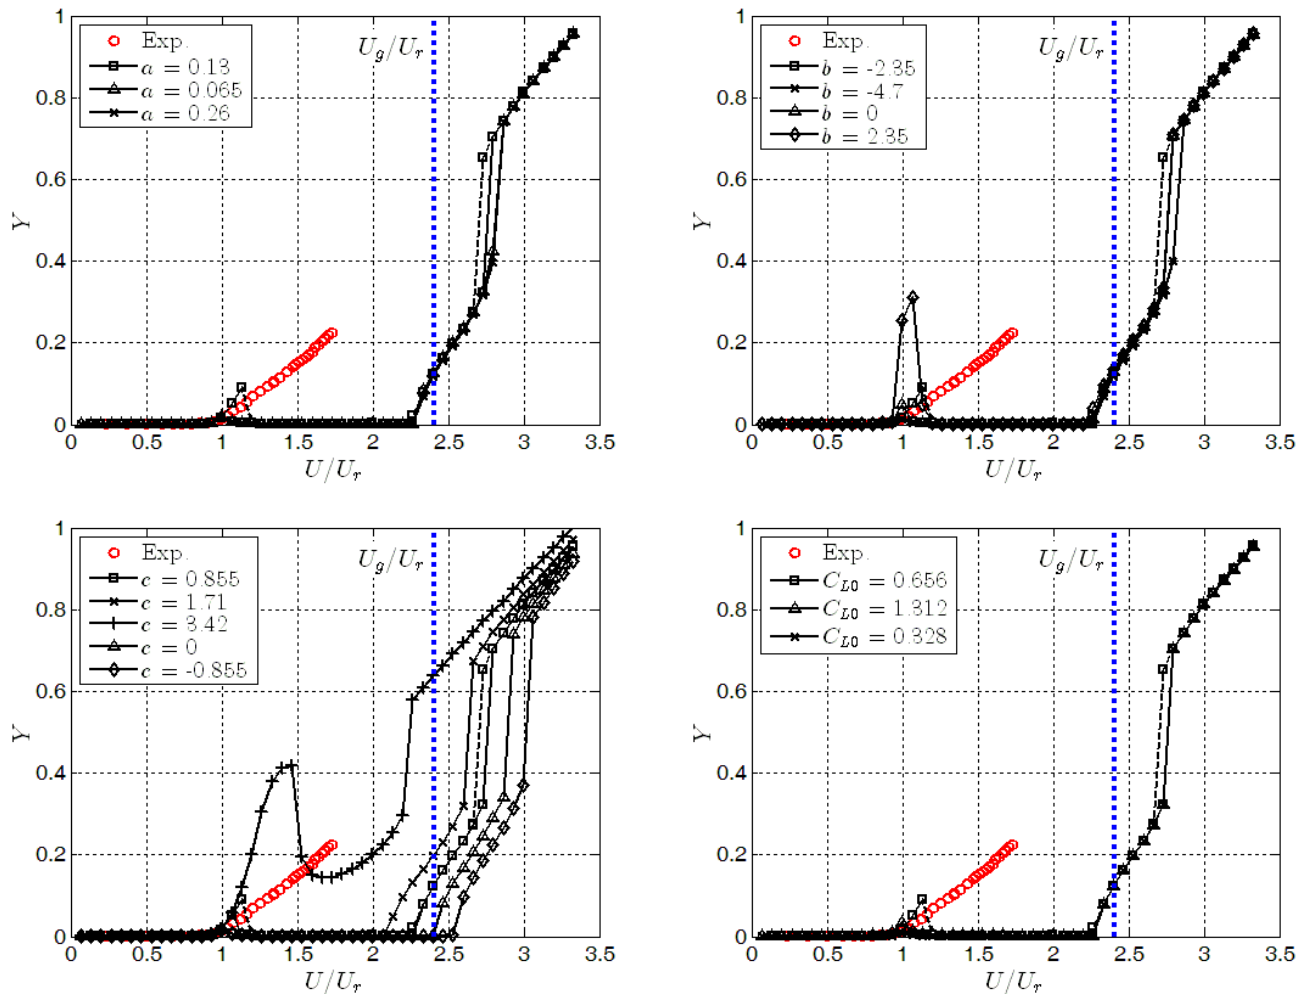 1
0.8
0.6
0.4
0.2
0
Y
Exp.
a = 0.13
a = 0.065
a = 0.26
U_g/U_r
0 0.5 1 1.5 2 2.5 3 3.5
U/U_r
1
0.8
0.6
0.4
0.2
0
Y
Exp.
b = -2.35
b = -4.7
b = 0
b = 2.35
U_g/U_r
0 0.5 1 1.5 2 2.5 3 3.5
U/U_r
1
0.8
0.6
0.4
0.2
0
Y
Exp.
c = 0.855
c = 1.71
c = 3.42
c = 0
c = -0.855
U_g/U_r
0 0.5 1 1.5 2 2.5 3 3.5
U/U_r
1
0.8
0.6
0.4
0.2
0
Y
Exp.
C_L0 = 0.656
C_L0 = 1.312
C_L0 = 0.328
U_g/U_r
0 0.5 1 1.5 2 2.5 3 3.5
U/U_r